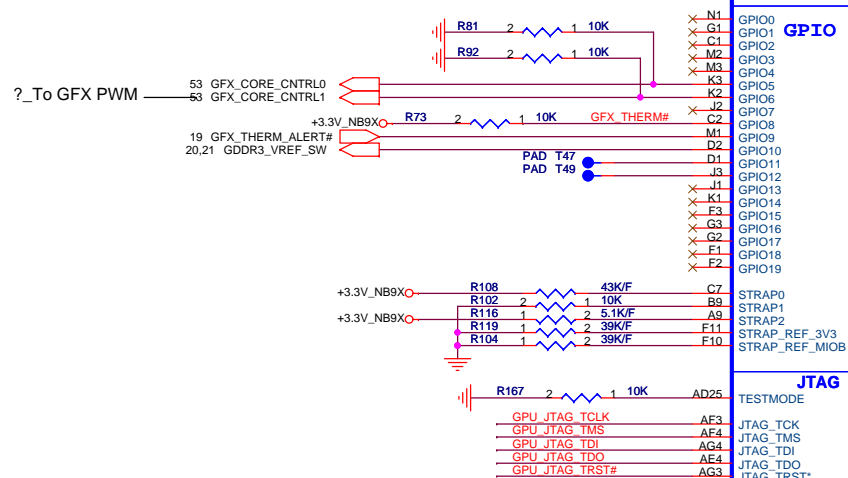 N1 GPIO0
G1 GPIO1 GPIO
R81 2 1 10K C1 GPIO2
M2 GPIO3
R92 2 1 10K M3 GPIO4
53 GFX_CORE_CNTRL0 K3 GPIO5
?_To GFX PWM 53 GFX_CORE_CNTRL1 K2 GPIO6
J2 GPIO7
+3.3V_NB9X R73 2 1 10K GFX_THERM# C2 GPIO8
19 GFX_THERM_ALERT# M1 GPIO9
20,21 GDDR3_VREF_SW D2 GPIO10
PAD T47 D1 GPIO11
PAD T49 J3 GPIO12
J1 GPIO13
K1 GPIO14
F3 GPIO15
G3 GPIO16
G2 GPIO17
F1 GPIO18
F2 GPIO19
+3.3V_NB9X R108 43K/F C7 STRAP0
R102 2 1 10K B9 STRAP1
+3.3V_NB9X R116 1 2 5.1K/F A9 STRAP2
R119 1 2 39K/F F11 STRAP_REF_3V3
R104 1 2 39K/F F10 STRAP_REF_MIOB
JTAG
R167 2 1 10K AD25 TESTMODE
GPU_JTAG_TCLK AF3 JTAG_TCK
GPU_JTAG_TMS AF4 JTAG_TMS
GPU_JTAG_TDI AG4 JTAG_TDI
GPU_JTAG_TDO AE4 JTAG_TDO
GPU_JTAG_TRST# AG3 JTAG_TRST*